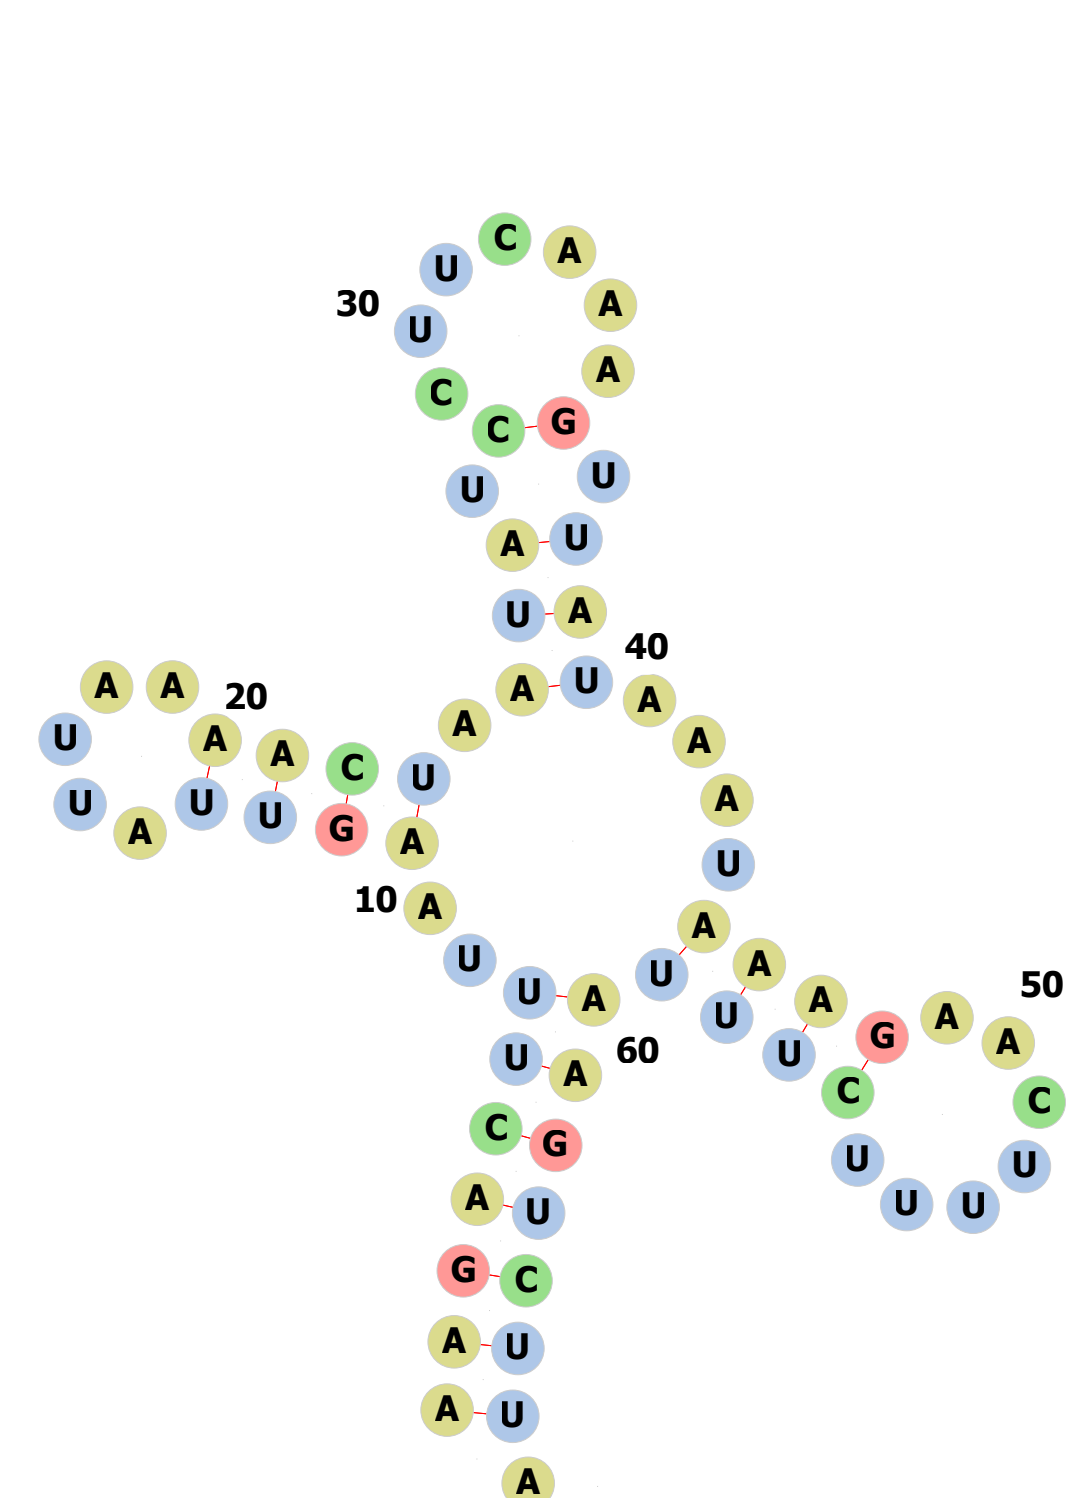 C
U A
30 A
U
A
C
C G
U U
A U
U A
40
A U A
A A 20 A
U A A C U A
U U U G A A
A
10 A U
A
U U A
U A U A 50
G A A
60 U
U A C C
C G U U
A U U U
G C
A U
A U
A